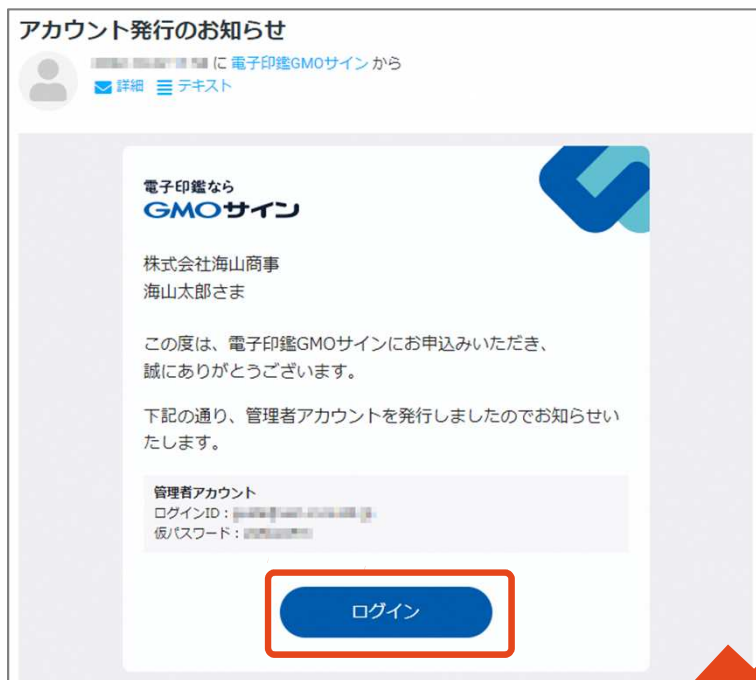 アカウント発行のお知らせ
に 電子印鑑GMOサイン から
詳細 テキスト
電子印鑑なら
GMOサイン
株式会社海山商事
海山太郎さま
この度は、電子印鑑GMOサインにお申込みいただき、
誠にありがとうございます。
下記の通り、管理者アカウントを発行しましたのでお知らせい
たします。
管理者アカウント
ログインID：
仮パスワード：
ログイン